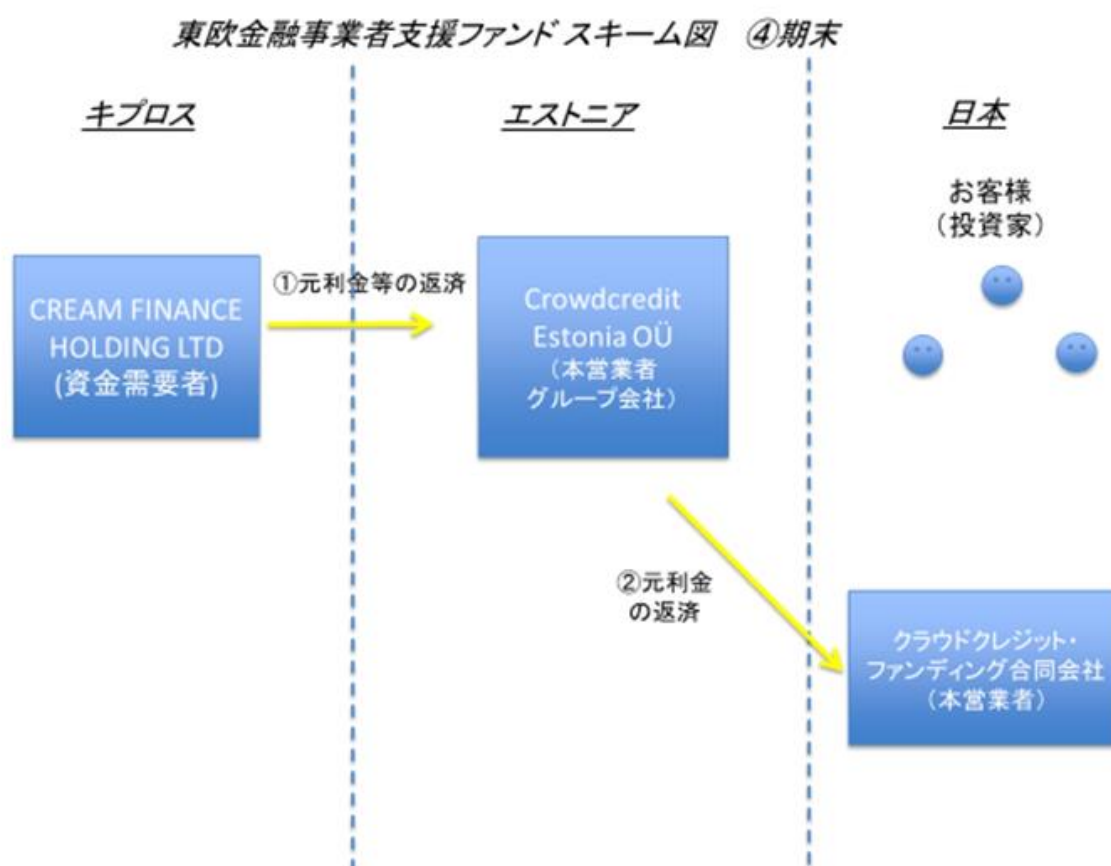 東欧金融事業者支援ファンド スキーム図　④期末
キプロス
エストニア
日本
お客様
（投資家）
CREAM FINANCE
HOLDING LTD
(資金需要者)
①元利金等の返済
Crowdcredit
Estonia OÜ
（本営業者
グループ会社）
②元利金
の返済
クラウドクレジット・
ファンディング合同会社
（本営業者）